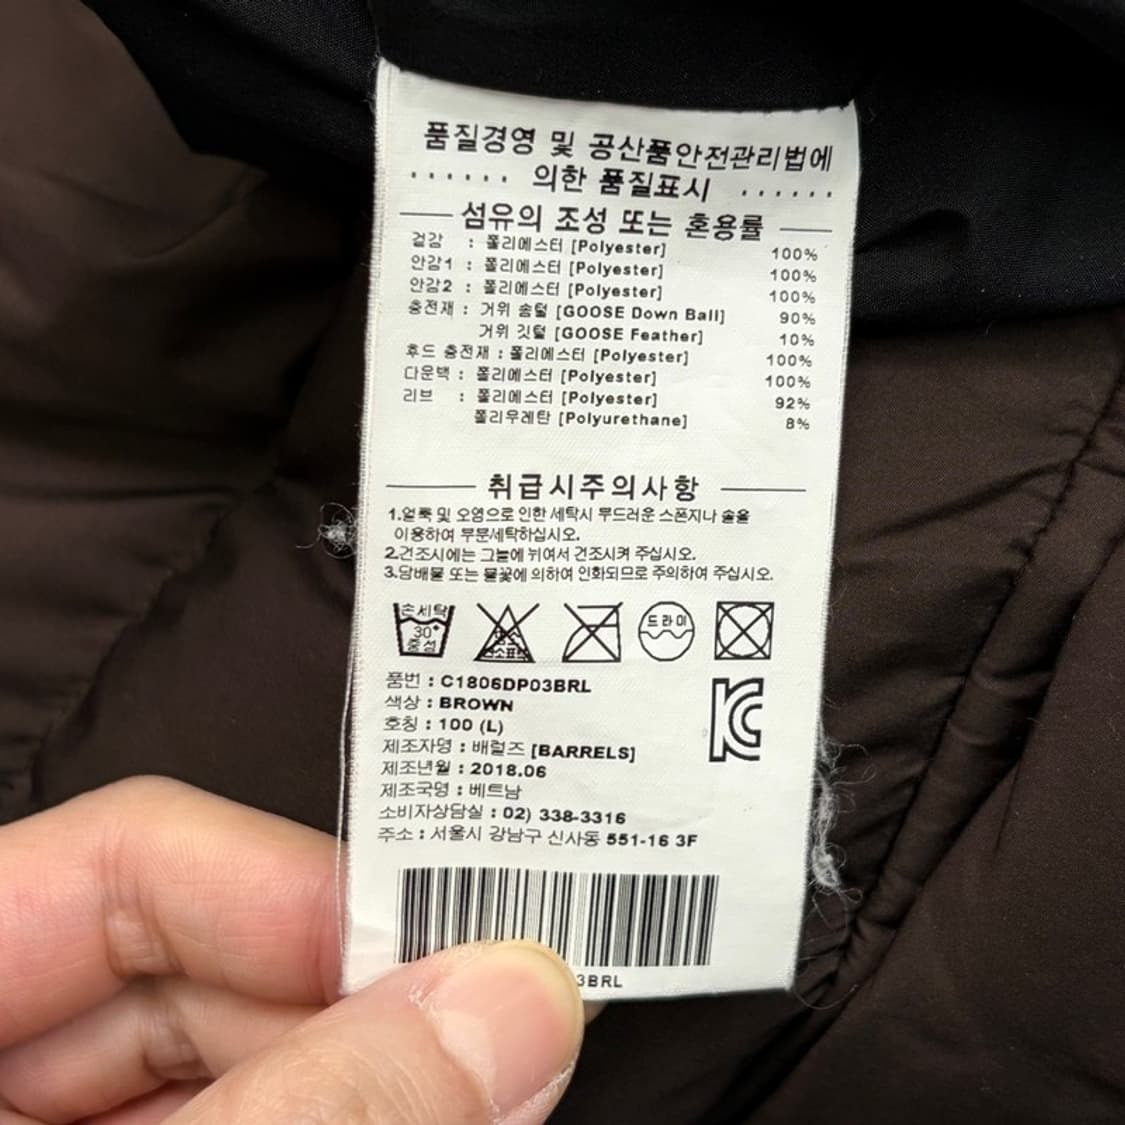 품질경영 및 공산품안전관리법에
······ 의한 품질표시 ······
섬유의 조성 또는 혼용률
겉감 : 폴리에스터 [Polyester] 100%
안감1 : 폴리에스터 [Polyester] 100%
안감2 : 폴리에스터 [Polyester] 100%
충전재 : 거위 솜털 [GOOSE Down Ball] 90%
거위 깃털 [GOOSE Feather] 10%
후드 충전재 : 폴리에스터 [Polyester] 100%
다운백 : 폴리에스터 [Polyester] 100%
리브 : 폴리에스터 [Polyester] 92%
폴리우레탄 [Polyurethane] 8%
취급시주의사항
1.얼룩 및 오염으로 인한 세탁시 부드러운 스폰지나 솔을
이용하여 부분세탁하십시오.
2.건조시에는 그늘에 뉘여서 건조시켜 주십시오.
3.담배불 또는 불꽃에 의하여 인화되므로 주의하여 주십시오.
손세탁
30°
중성
드라이
품번 : C1806DP03BRL
색상 : BROWN
호칭 : 100 (L)
제조자명 : 배럴즈 [BARRELS]
제조년월 : 2018.06
제조국명 : 베트남
소비자상담실 : 02) 338-3316
주소 : 서울시 강남구 신사동 551-16 3F
3BRL